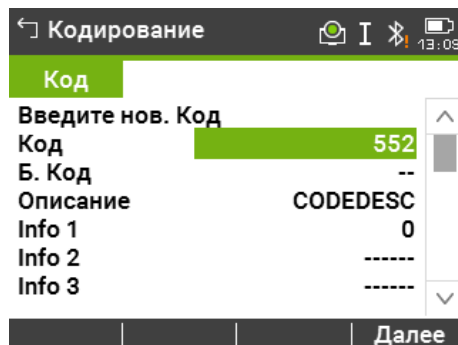 Кодирование I 13:09
Код
Введите нов. Код
Код 552
Б. Код --
Описание CODEDESC
Info 1 0
Info 2 ------
Info 3 ------
Далее